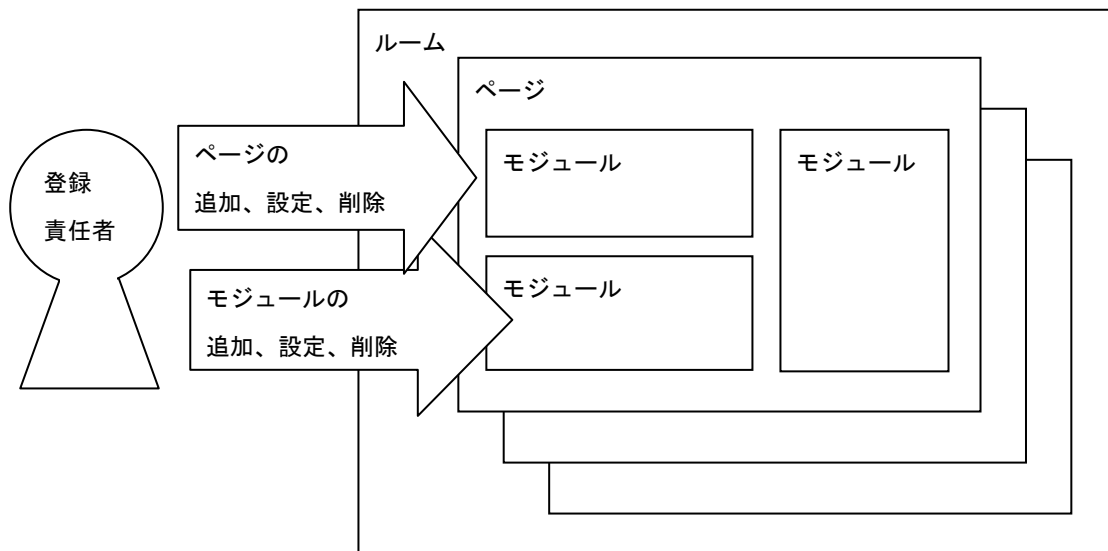 ルーム
ページ
モジュール
モジュール
モジュール
登録
責任者
ページの
追加、設定、削除
モジュールの
追加、設定、削除